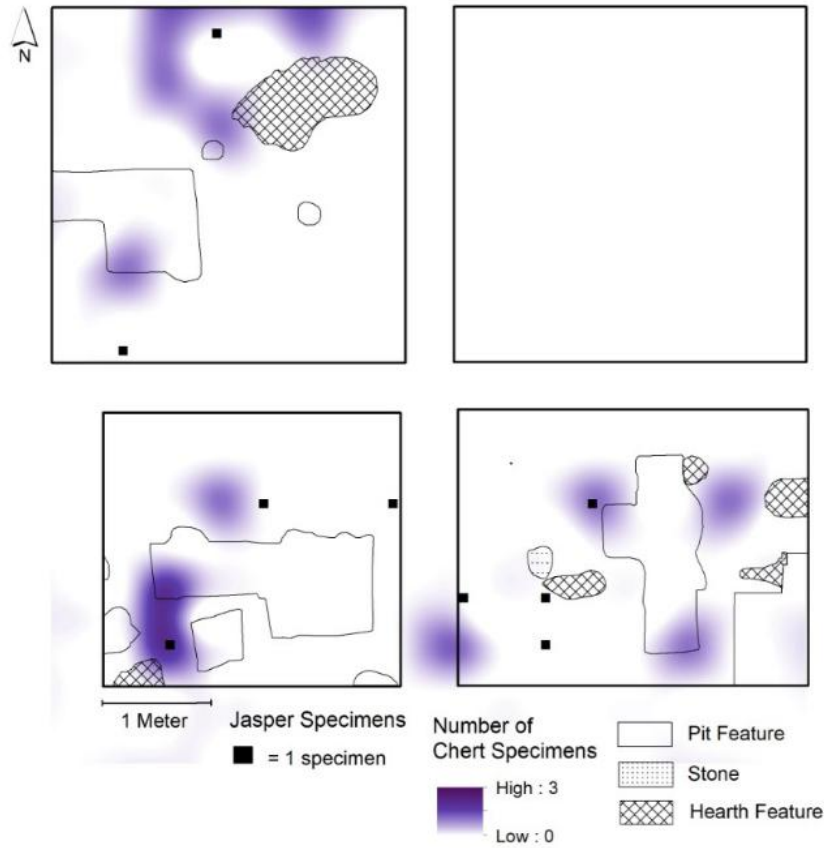 N
1 Meter
Jasper Specimens
= 1 specimen
Number of
Chert Specimens
High : 3
Low : 0
Pit Feature
Stone
Hearth Feature